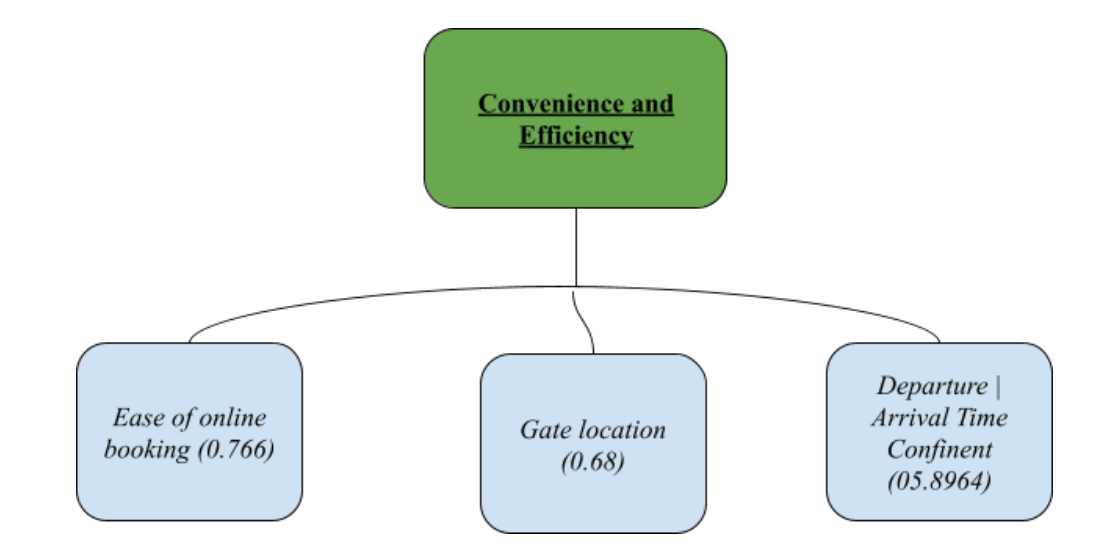 Convenience and
Efficiency
Ease of online
booking (0.766)
Gate location
(0.68)
Departure |
Arrival Time
Confinent
(05.8964)